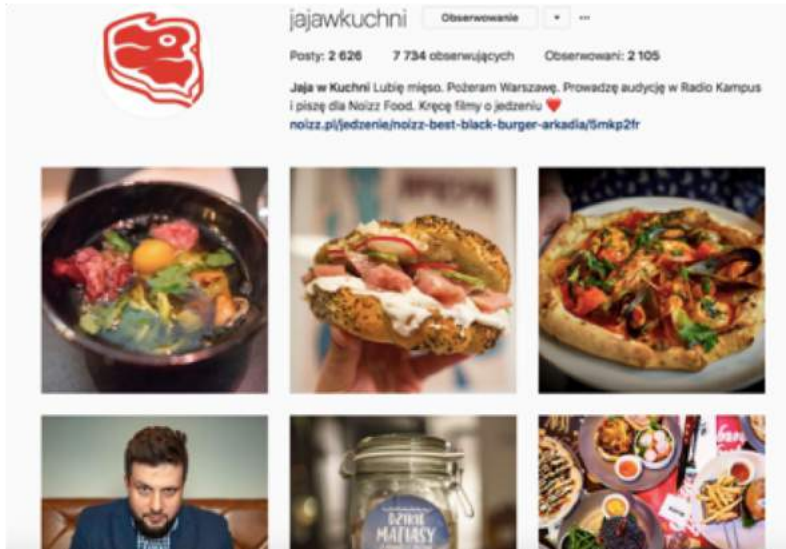 jajawkuchni Obserwowanie
Posty: 2 626 7 734 obserwujących Obserwowani: 2 105
Jaja w Kuchni Lubię mięso. Pożeram Warszawę. Prowadzę audycję w Radio Kampus
i piszę dla Noizz Food. Kręcę filmy o jedzeniu
noizz.pl/jedzenie/noizz-best-black-burger-arkadia/5mkp2fr
DZIKIE
MATIASY